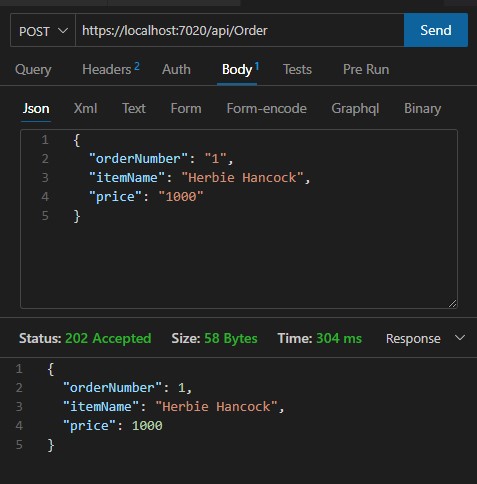 POST https://localhost:7020/api/Order Send
Query Headers 2 Auth Body 1 Tests Pre Run
Json Xml Text Form Form-encode Graphql Binary
1 {
2 "orderNumber": "1",
3 "itemName": "Herbie Hancock",
4 "price": "1000"
5 }
Status: 202 Accepted Size: 58 Bytes Time: 304 ms Response
1 {
2 "orderNumber": 1,
3 "itemName": "Herbie Hancock",
4 "price": 1000
5 }